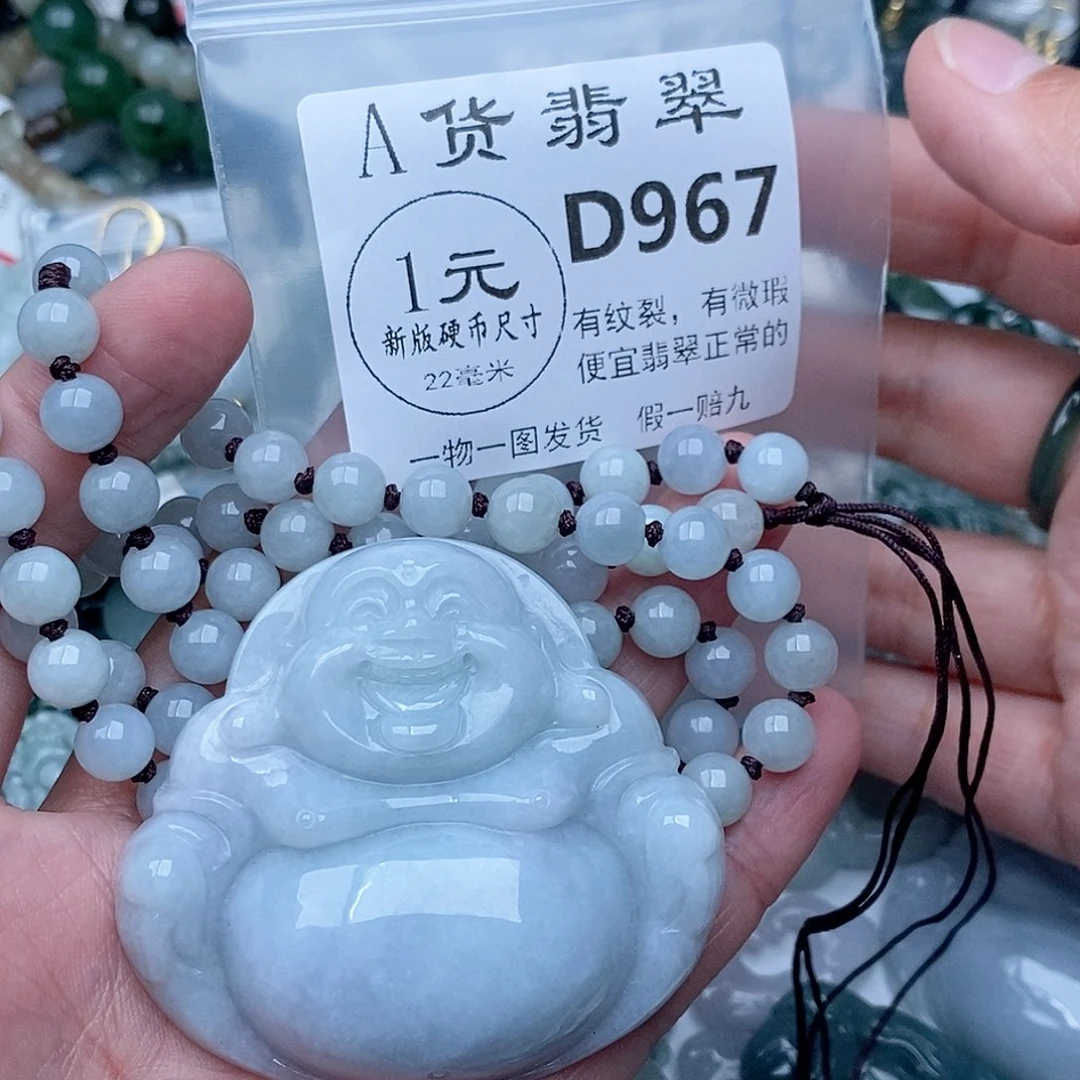 A货翡翠
D967
1元
新版硬币尺寸
22毫米
有纹裂，有微瑕
便宜翡翠正常的
一物一图发货 假一赔九